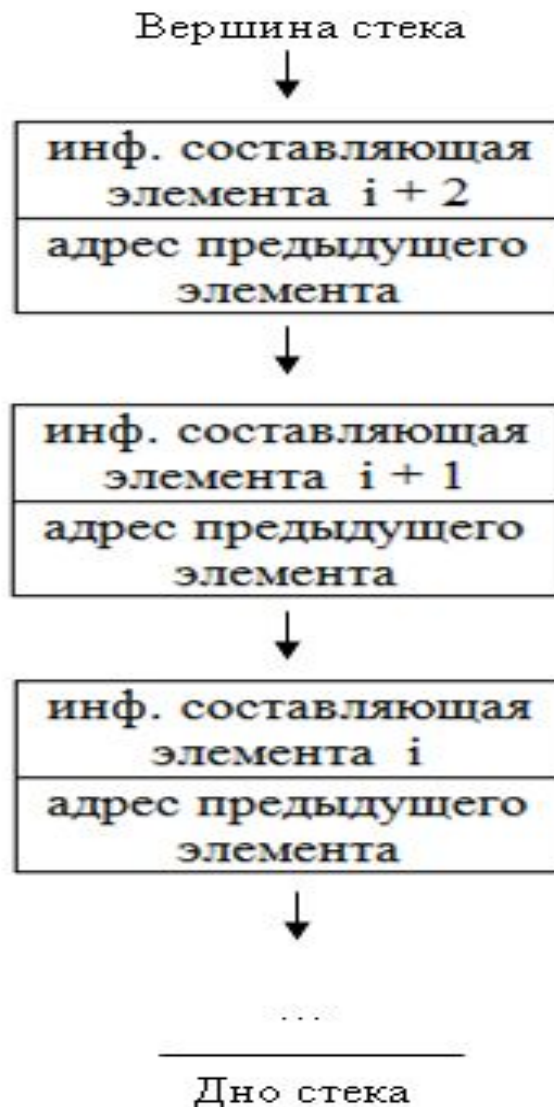 Вершина стека
инф. составляющая
элемента i + 2
адрес предыдущего
элемента
инф. составляющая
элемента i + 1
адрес предыдущего
элемента
инф. составляющая
элемента i
адрес предыдущего
элемента
...
Дно стека